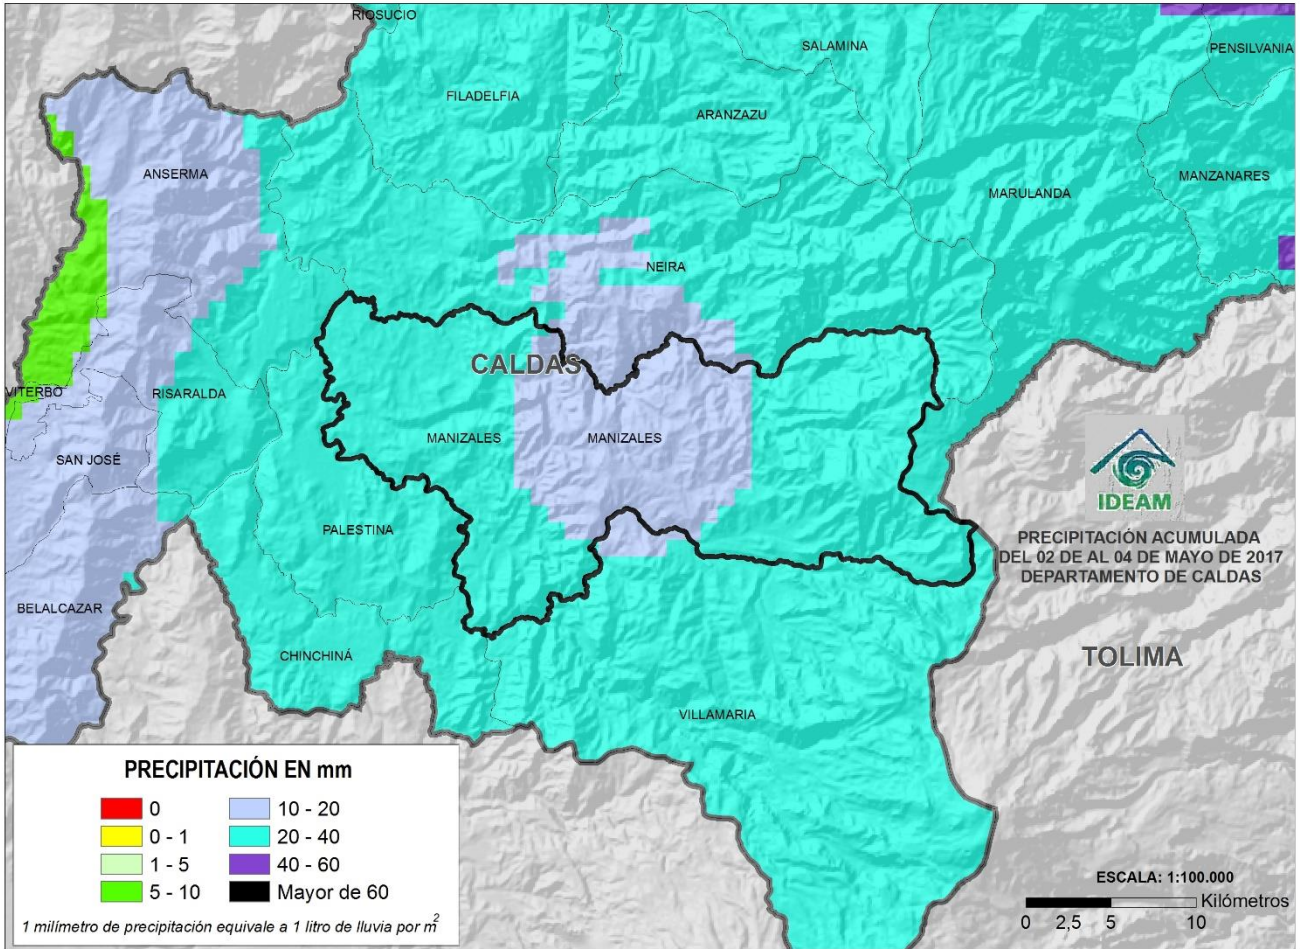 RIOSUCIO
SALAMINA
PENSILVANIA
FILADELFIA
ARANZAZU
ANSERMA
MANZANARES
MARULANDA
NEIRA
CALDAS
VITERBO
RISARALDA
MANIZALES
MANIZALES
SAN JOSÉ
PALESTINA
IDEAM
PRECIPITACIÓN ACUMULADA
DEL 02 DE AL 04 DE MAYO DE 2017
DEPARTAMENTO DE CALDAS
BELALCAZAR
CHINCHINÁ
TOLIMA
VILLAMARIA
PRECIPITACIÓN EN mm
0
0 - 1
1 - 5
5 - 10
10 - 20
20 - 40
40 - 60
Mayor de 60
1 milímetro de precipitación equivale a 1 litro de lluvia por m²
ESCALA: 1:100.000
Kilómetros
0 2,5 5 10